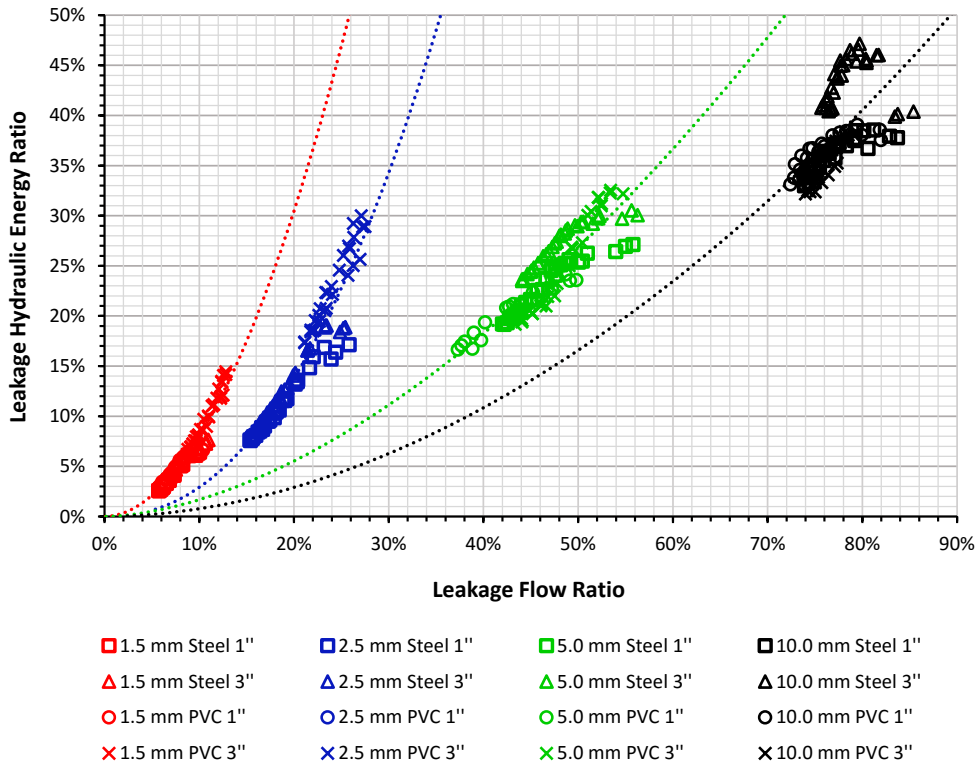 50%
45%
40%
35%
30%
25%
20%
15%
10%
5%
0%
Leakage Hydraulic Energy Ratio
0% 10% 20% 30% 40% 50% 60% 70% 80% 90%
Leakage Flow Ratio
1.5 mm Steel 1'' 2.5 mm Steel 1'' 5.0 mm Steel 1'' 10.0 mm Steel 1''
1.5 mm Steel 3'' 2.5 mm Steel 3'' 5.0 mm Steel 3'' 10.0 mm Steel 3''
1.5 mm PVC 1'' 2.5 mm PVC 1'' 5.0 mm PVC 1'' 10.0 mm PVC 1''
1.5 mm PVC 3'' 2.5 mm PVC 3'' 5.0 mm PVC 3'' 10.0 mm PVC 3''